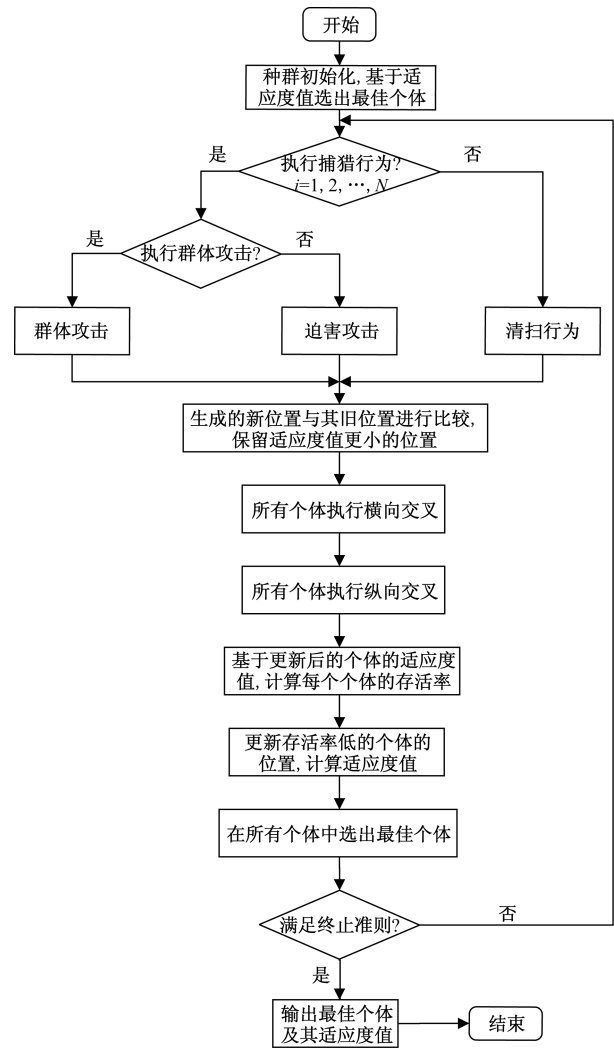 开始
种群初始化, 基于适
应度值选出最佳个体
是
执行捕猎行为?
i=1, 2, …, N
否
是
执行群体攻击?
否
群体攻击
迫害攻击
清扫行为
生成的新位置与其旧位置进行比较,
保留适应度值更小的位置
所有个体执行横向交叉
所有个体执行纵向交叉
基于更新后的个体的适应度
值, 计算每个个体的存活率
更新存活率低的个体的
位置, 计算适应度值
在所有个体中选出最佳个体
满足终止准则?
否
是
输出最佳个体
及其适应度值
结束